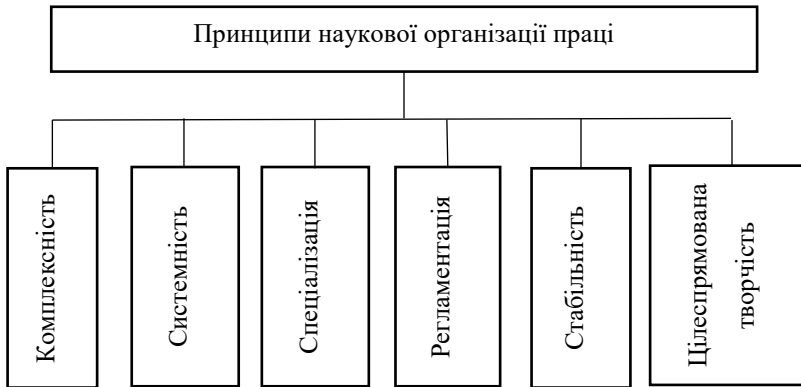 Принципи наукової організації праці
Комплексність
Системність
Спеціалізація
Регламентація
Стабільність
Цілеспрямована
творчість